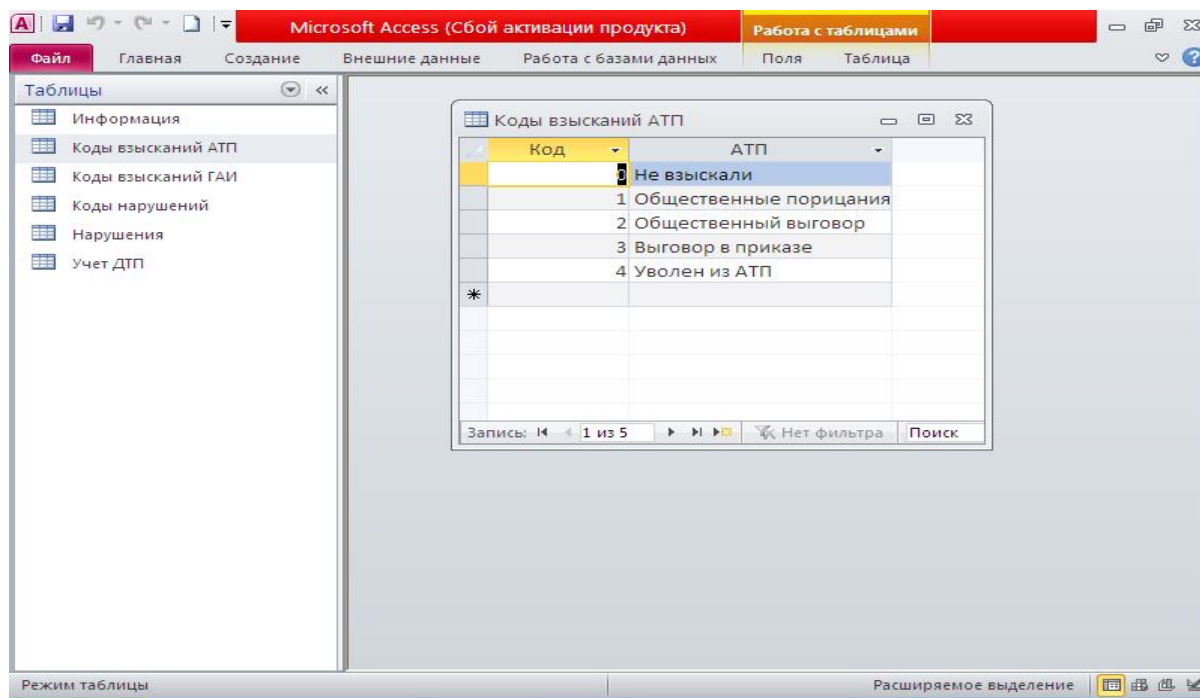 Microsoft Access (Сбой активации продукта)
Работа с таблицами
Файл Главная Создание Внешние данные Работа с базами данных Поля Таблица
Таблицы
Информация
Коды взысканий АТП
Коды взысканий ГАИ
Коды нарушений
Нарушения
Учет ДТП
Коды взысканий АТП
Код АТП
0 Не взыскали
1 Общественные порицания
2 Общественный выговор
3 Выговор в приказе
4 Уволен из АТП
Запись: 1 из 5 Нет фильтра Поиск
Режим таблицы Расширяемое выделение